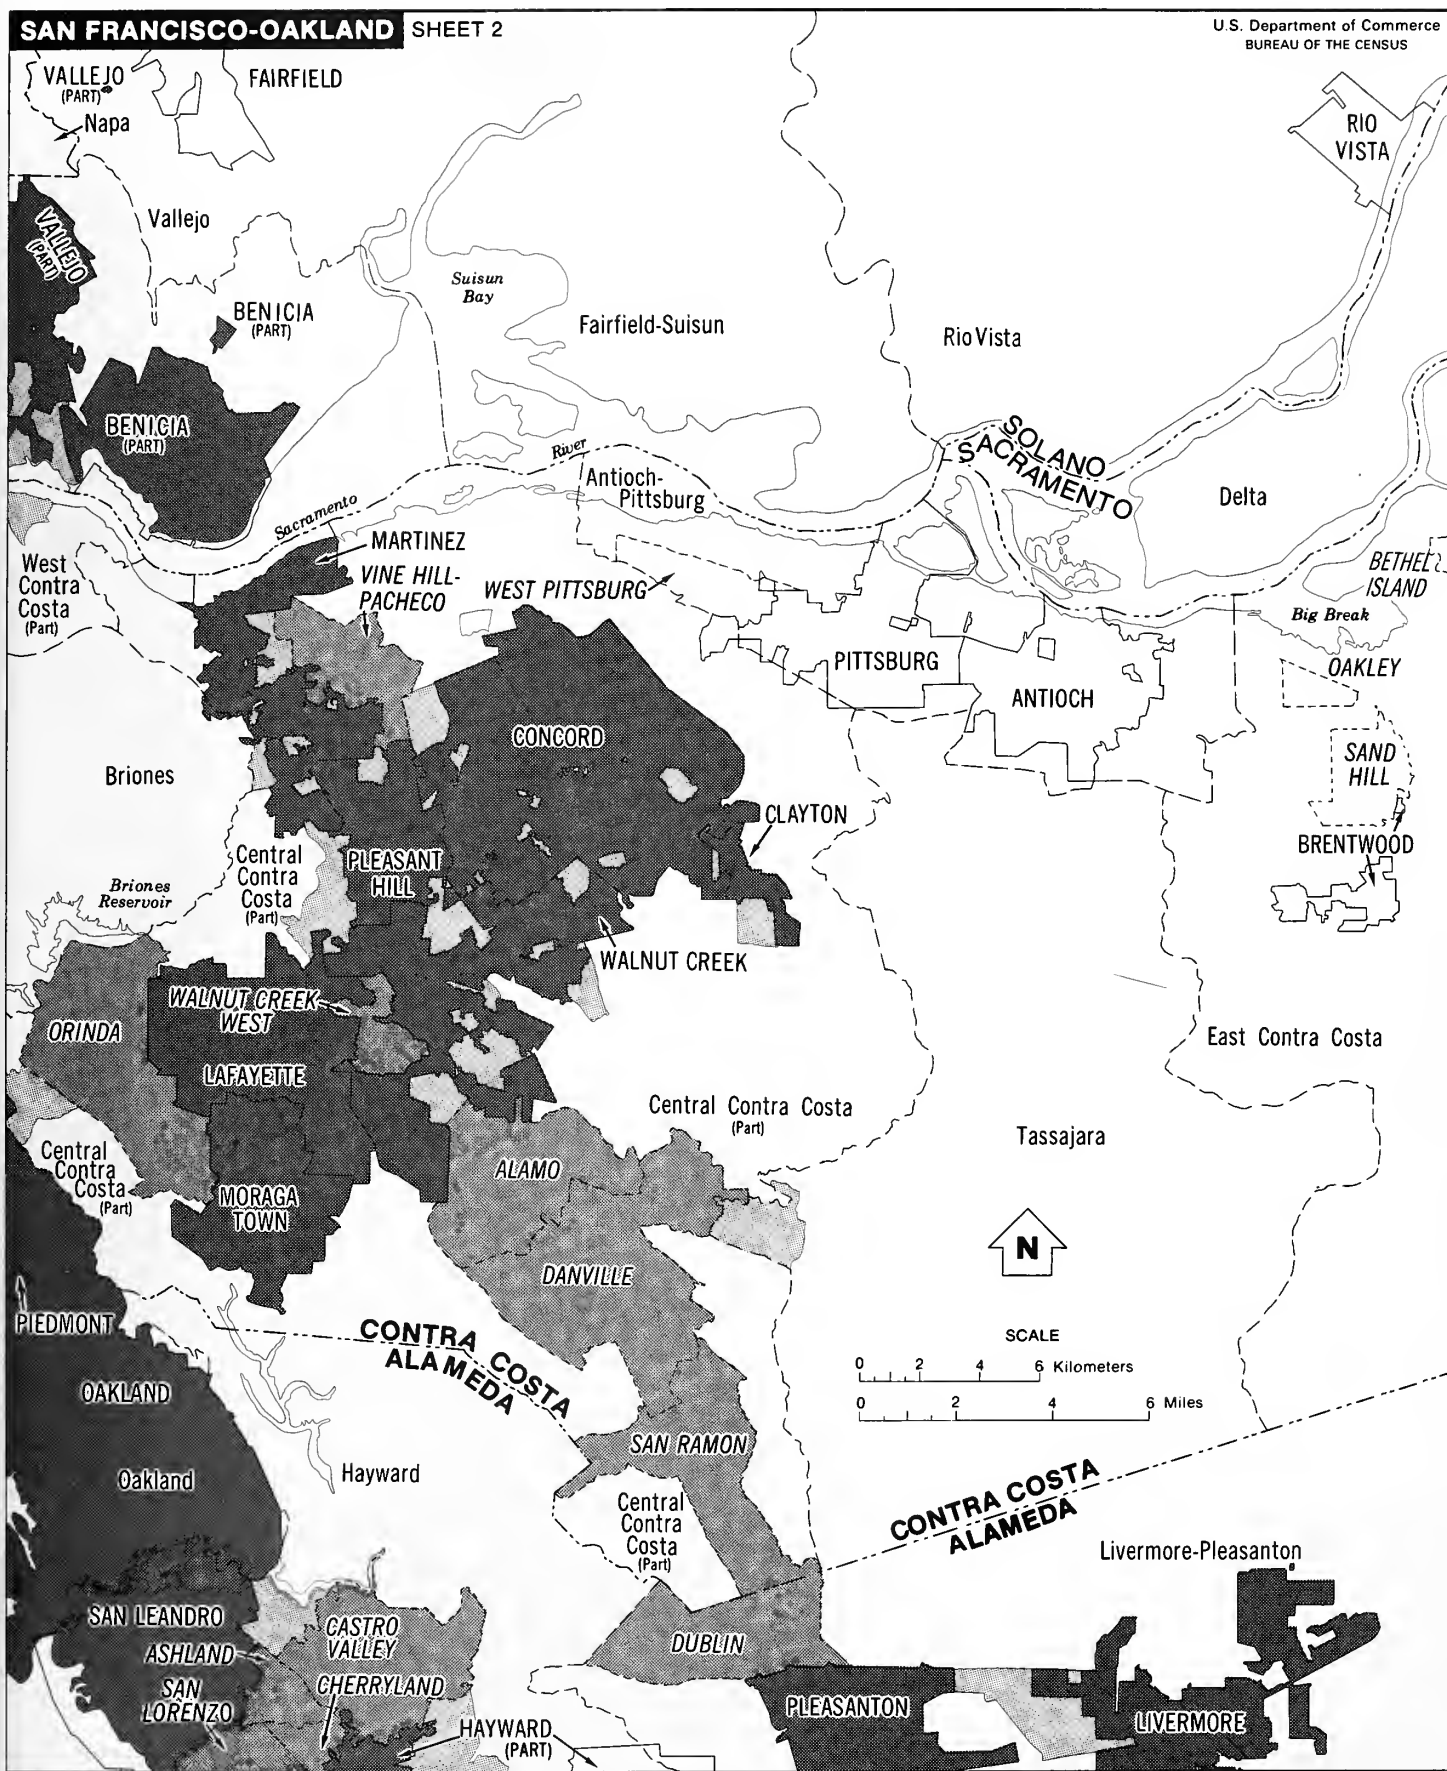 SAN FRANCISCO-OAKLAND SHEET 2
U.S. Department of Commerce
BUREAU OF THE CENSUS
VALLEJO
(PART)
FAIRFIELD
Napa
RIO
VISTA
Vallejo
VALLEJO
(PART)
Suisun
Bay
BENICIA
(PART)
Fairfield-Suisun
Rio Vista
BENICIA
(PART)
SOLANO
SACRAMENTO
River
Sacramento
Antioch-
Pittsburg
Delta
MARTINEZ
West
Contra
Costa
(Part)
VINE HILL-
PACHECO
WEST PITTSBURG
BETHEL
ISLAND
Big Break
PITTSBURG
OAKLEY
ANTIOCH
CONCORD
SAND
HILL
Briones
CLAYTON
BRENTWOOD
Central
Contra
Costa
(Part)
PLEASANT
HILL
Briones
Reservoir
WALNUT CREEK
WALNUT CREEK
WEST
ORINDA
East Contra Costa
LAFAYETTE
Central Contra Costa
(Part)
Tassajara
Central
Contra
Costa
(Part)
ALAMO
MORAGA
TOWN
N
DANVILLE
PIEDMONT
CONTRA COSTA
ALAMEDA
SCALE
0 2 4 6 Kilometers
0 2 4 6 Miles
OAKLAND
SAN RAMON
Oakland
Hayward
Central
Contra
Costa
(Part)
CONTRA COSTA
ALAMEDA
Livermore-Pleasanton
SAN LEANDRO
CASTRO
VALLEY
DUBLIN
ASHLAND
SAN
LORENZO
CHERRYLAND
HAYWARD
(PART)
PLEASANTON
LIVERMORE